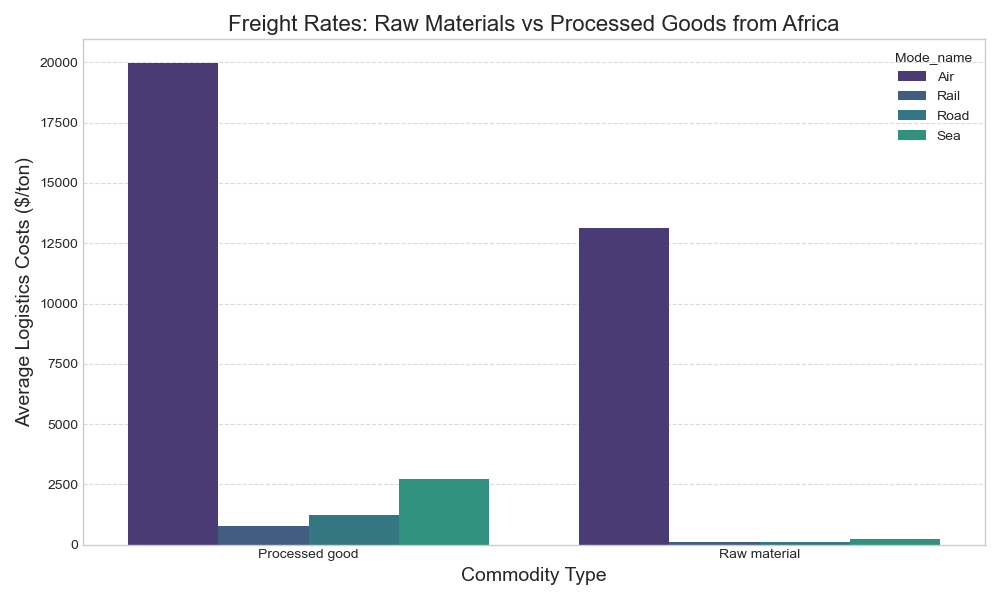 Freight Rates: Raw Materials vs Processed Goods from Africa
Average Logistics Costs ($/ton)
20000
17500
15000
12500
10000
7500
5000
2500
0
Mode_name
Air
Rail
Road
Sea
Processed good
Raw material
Commodity Type